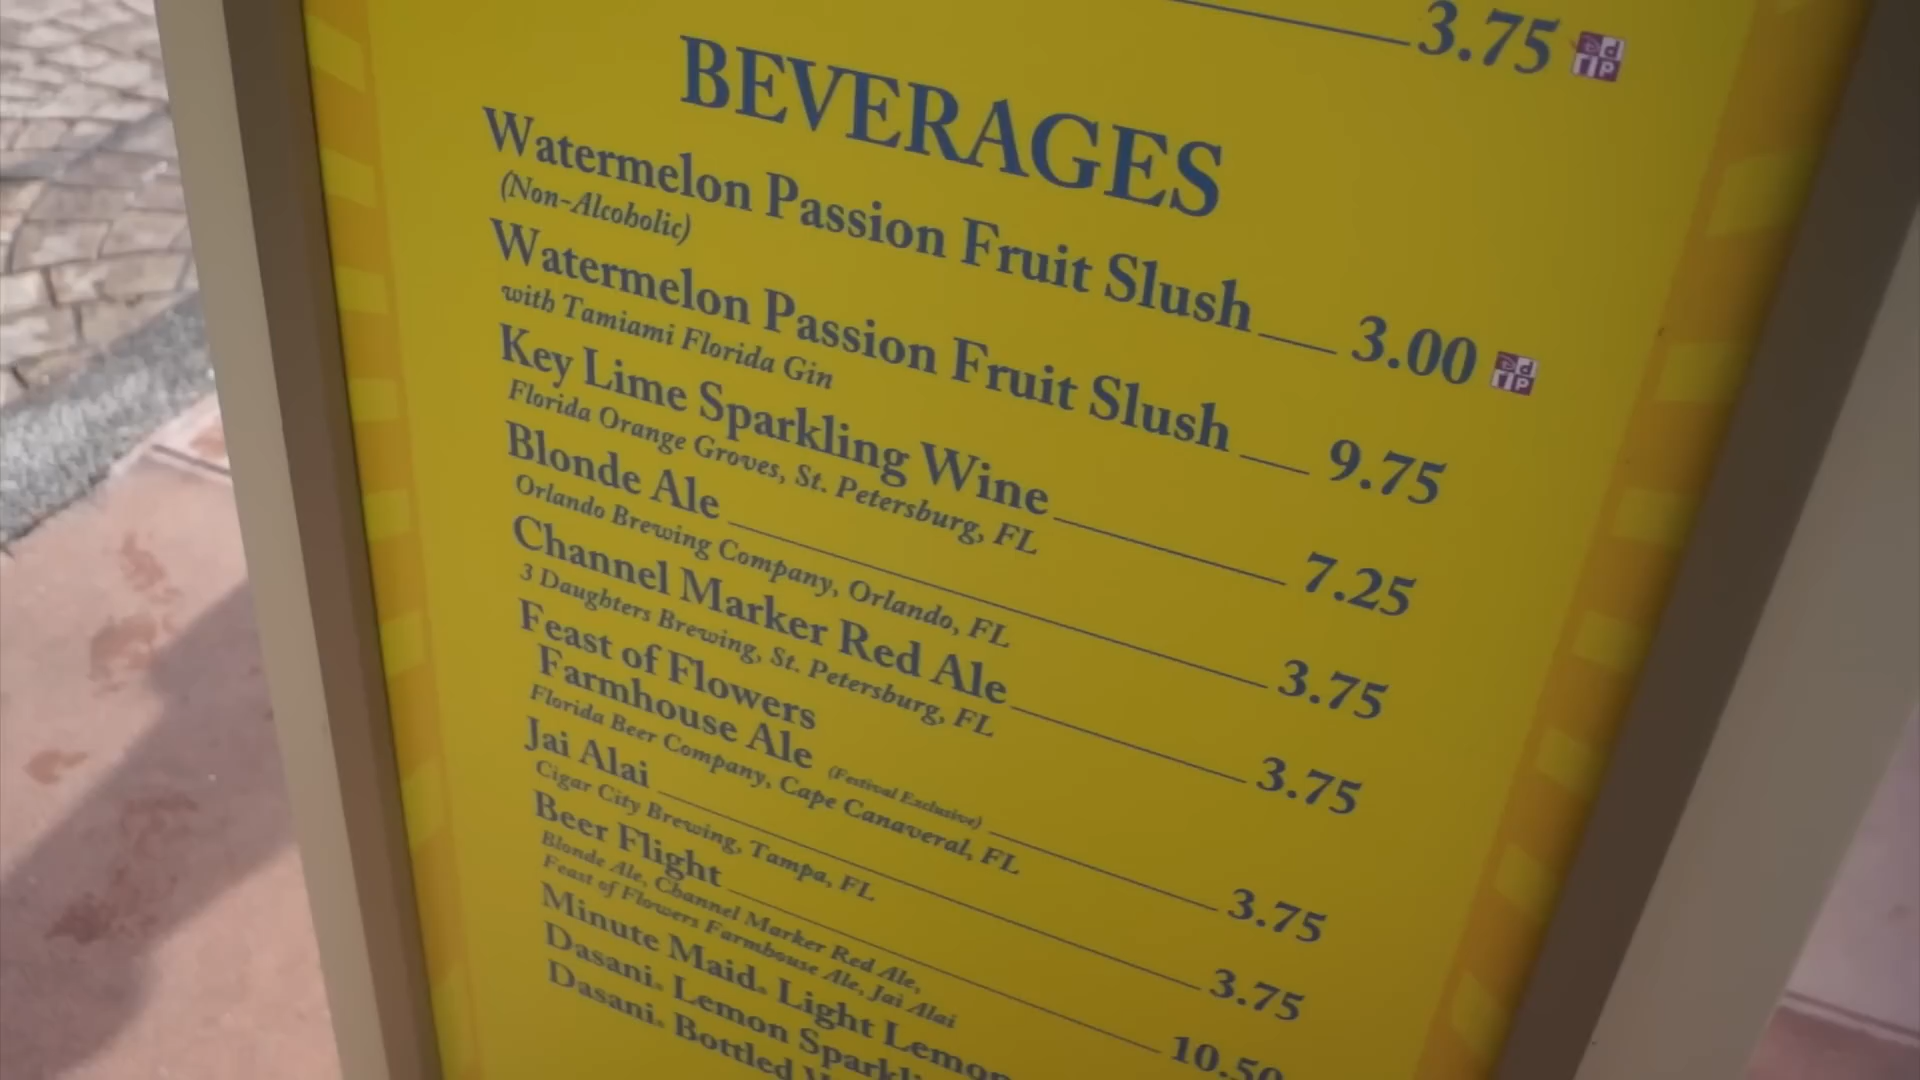 3.75
BEVERAGES
Watermelon Passion Fruit Slush 3.00
(Non-Alcoholic)
Watermelon Passion Fruit Slush 9.75
with Tamiami Florida Gin
Key Lime Sparkling Wine 7.25
Florida Orange Groves, St. Petersburg, FL
Blonde Ale 3.75
Orlando Brewing Company, Orlando, FL
Channel Marker Red Ale 3.75
3 Daughters Brewing, St. Petersburg, FL
Feast of Flowers
Farmhouse Ale (Festival Exclusive) 3.75
Florida Beer Company, Cape Canaveral, FL
Jai Alai 3.75
Cigar City Brewing, Tampa, FL
Beer Flight 10.50
Blonde Ale, Channel Marker Red Ale,
Feast of Flowers Farmhouse Ale, Jai Alai
Minute Maid® Light Lemon
Dasani® Lemon Sparkli
Dasani® Bottled